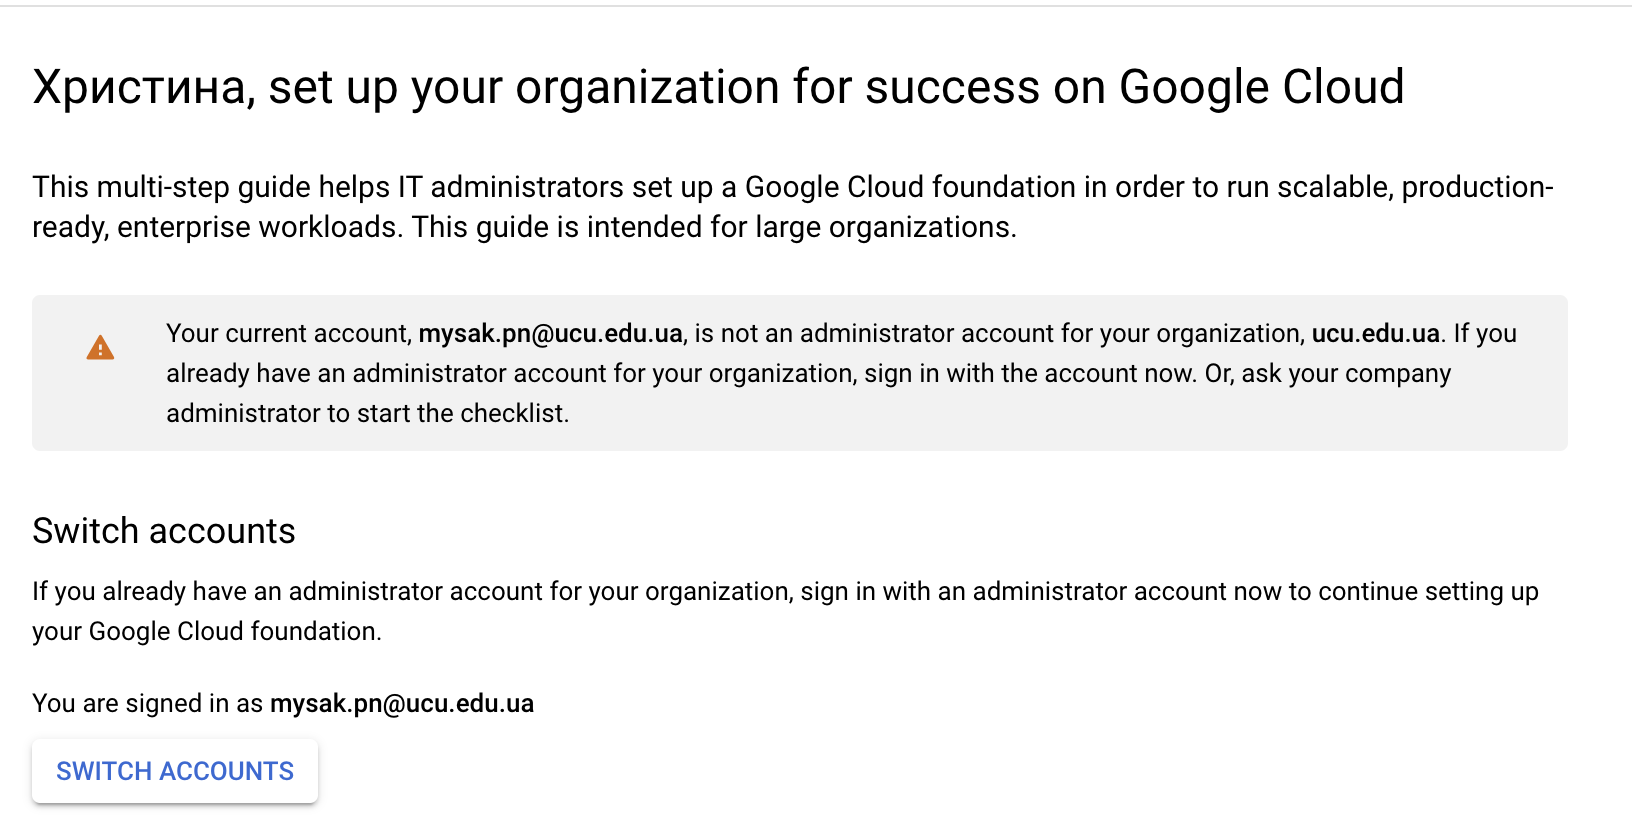 Христина, set up your organization for success on Google Cloud
This multi-step guide helps IT administrators set up a Google Cloud foundation in order to run scalable, production-
ready, enterprise workloads. This guide is intended for large organizations.
Your current account, mysak.pn@ucu.edu.ua, is not an administrator account for your organization, ucu.edu.ua. If you
already have an administrator account for your organization, sign in with the account now. Or, ask your company
administrator to start the checklist.
Switch accounts
If you already have an administrator account for your organization, sign in with an administrator account now to continue setting up
your Google Cloud foundation.
You are signed in as mysak.pn@ucu.edu.ua
SWITCH ACCOUNTS